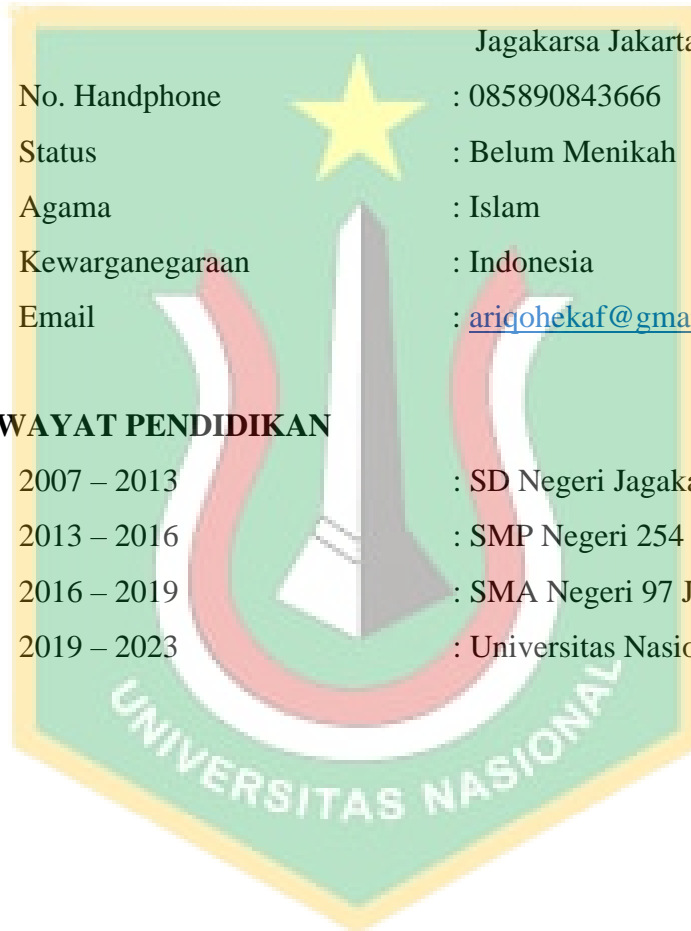 Jagakarsa Jakarta
No. Handphone : 085890843666
Status : Belum Menikah
Agama : Islam
Kewarganegaraan : Indonesia
Email : ariqohekaf@gma
WAYAT PENDIDIKAN
2007 – 2013 : SD Negeri Jagaka
2013 – 2016 : SMP Negeri 254
2016 – 2019 : SMA Negeri 97 J
2019 – 2023 : Universitas Nasio
UNIVERSITAS NASIONAL